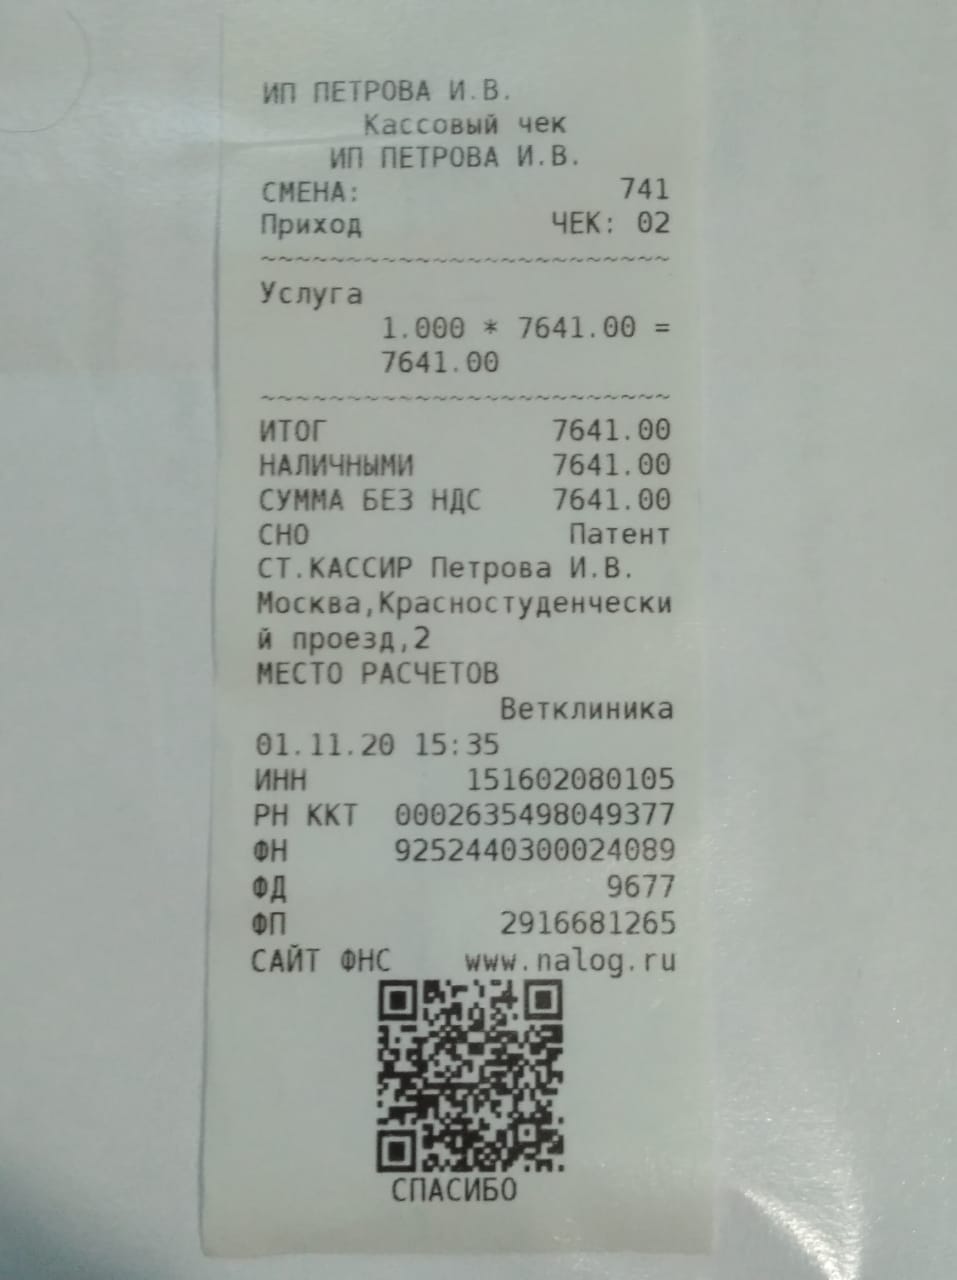 ИП ПЕТРОВА И.В.
Кассовый чек
ИП ПЕТРОВА И.В.
СМЕНА: 741
Приход ЧЕК: 02
~~~~~~~~~~~~~~~~~~~~~~~~
Услуга
1.000 * 7641.00 =
7641.00
~~~~~~~~~~~~~~~~~~~~~~~~
ИТОГ 7641.00
НАЛИЧНЫМИ 7641.00
СУММА БЕЗ НДС 7641.00
СНО Патент
СТ.КАССИР Петрова И.В.
Москва,Красностуденчески
й проезд,2
МЕСТО РАСЧЕТОВ
Ветклиника
01.11.20 15:35
ИНН 151602080105
РН ККТ 0002635498049377
ФН 9252440300024089
ФД 9677
ФП 2916681265
САЙТ ФНС www.nalog.ru
СПАСИБО